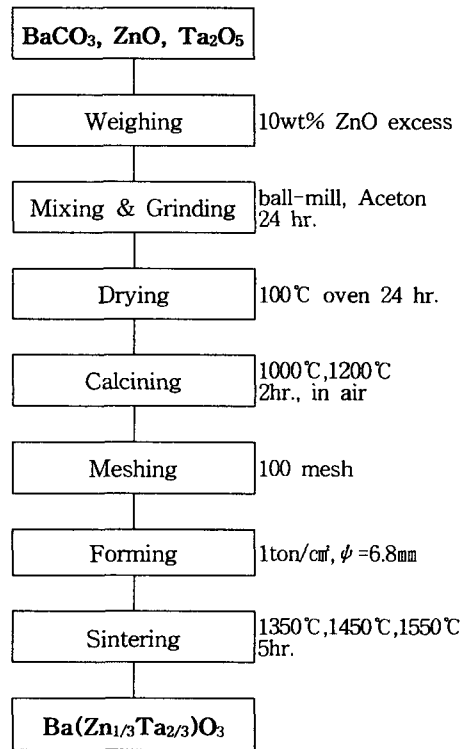 BaCO₃, ZnO, Ta₂O₅
Weighing
10wt% ZnO excess
Mixing & Grinding
ball-mill, Aceton
24 hr.
Drying
100℃ oven 24 hr.
Calcining
1000℃,1200℃
2hr., in air
Meshing
100 mesh
Forming
1ton/㎠, ψ=6.8㎜
Sintering
1350℃,1450℃,1550℃
5hr.
Ba(Zn₁/₃Ta₂/₃)O₃